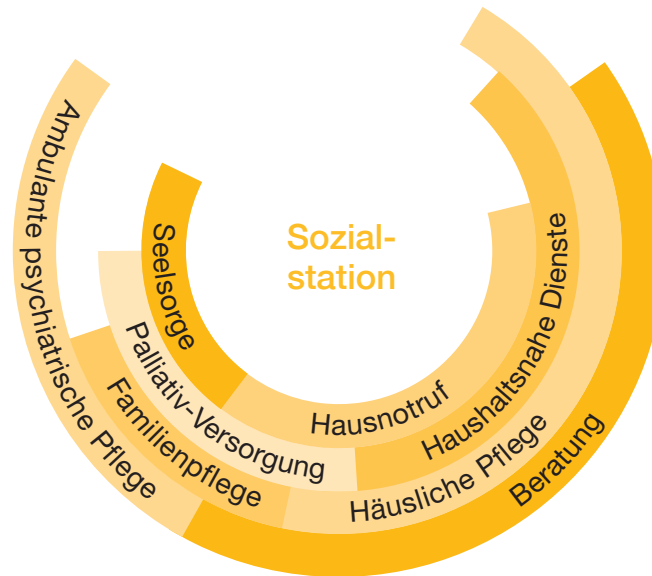 Sozial-
station
Seelsorge
Hausnotruf
Palliativ-Versorgung
Haushaltsnahe Dienste
Familienpflege
Häusliche Pflege
Ambulante psychiatrische Pflege
Beratung